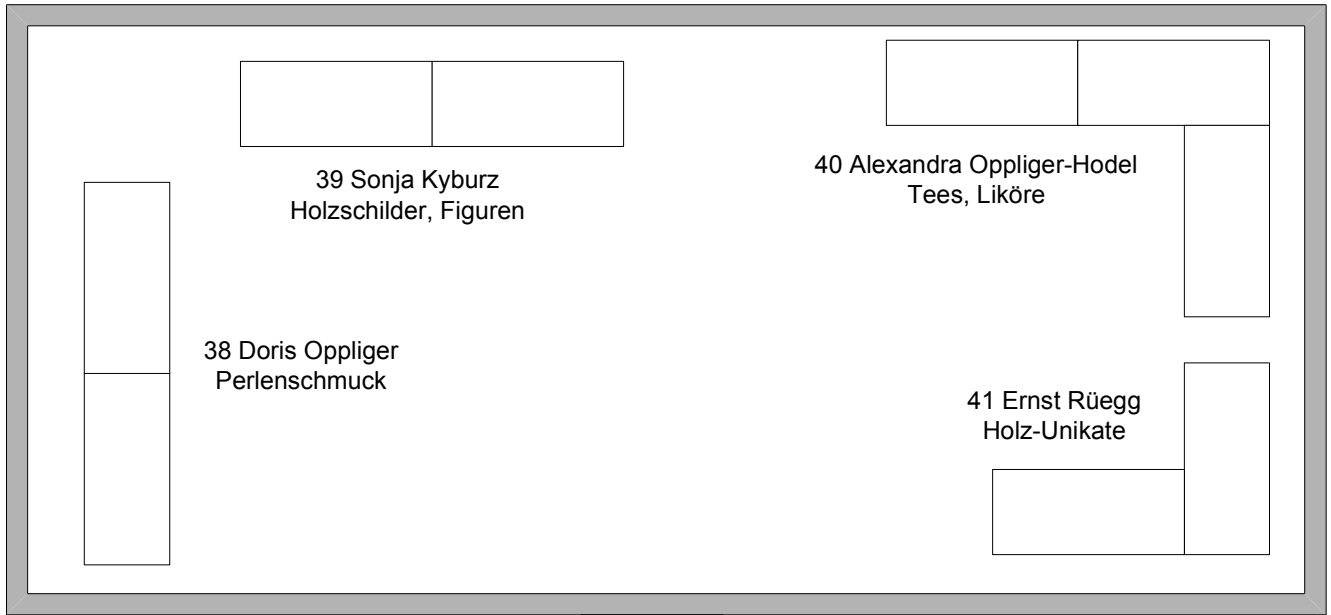 39 Sonja Kyburz
Holzschilder, Figuren
40 Alexandra Oppliger-Hodel
Tees, Liköre
38 Doris Oppliger
Perlenschmuck
41 Ernst Rüegg
Holz-Unikate